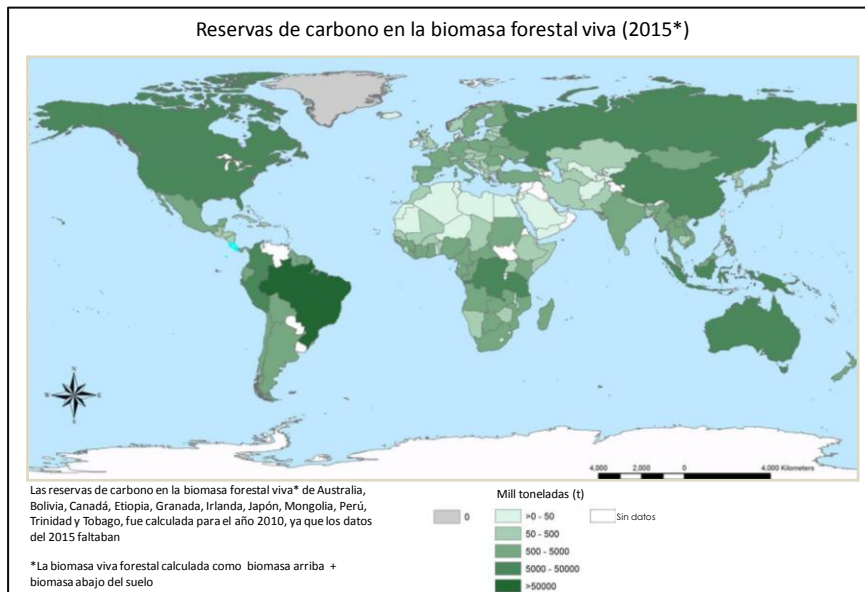 Reservas de carbono en la biomasa forestal viva (2015*)
N
W
E
S
4,000 2,000 0 4,000 Kilometers
Las reservas de carbono en la biomasa forestal viva* de Australia,
Bolivia, Canadá, Etiopia, Granada, Irlanda, Japón, Mongolia, Perú,
Trinidad y Tobago, fue calculada para el año 2010, ya que los datos
del 2015 faltaban
*La biomasa viva forestal calculada como biomasa arriba +
biomasa abajo del suelo
Mill toneladas (t)
0
>0 - 50
50 - 500
500 - 5000
5000 - 50000
>50000
Sin datos